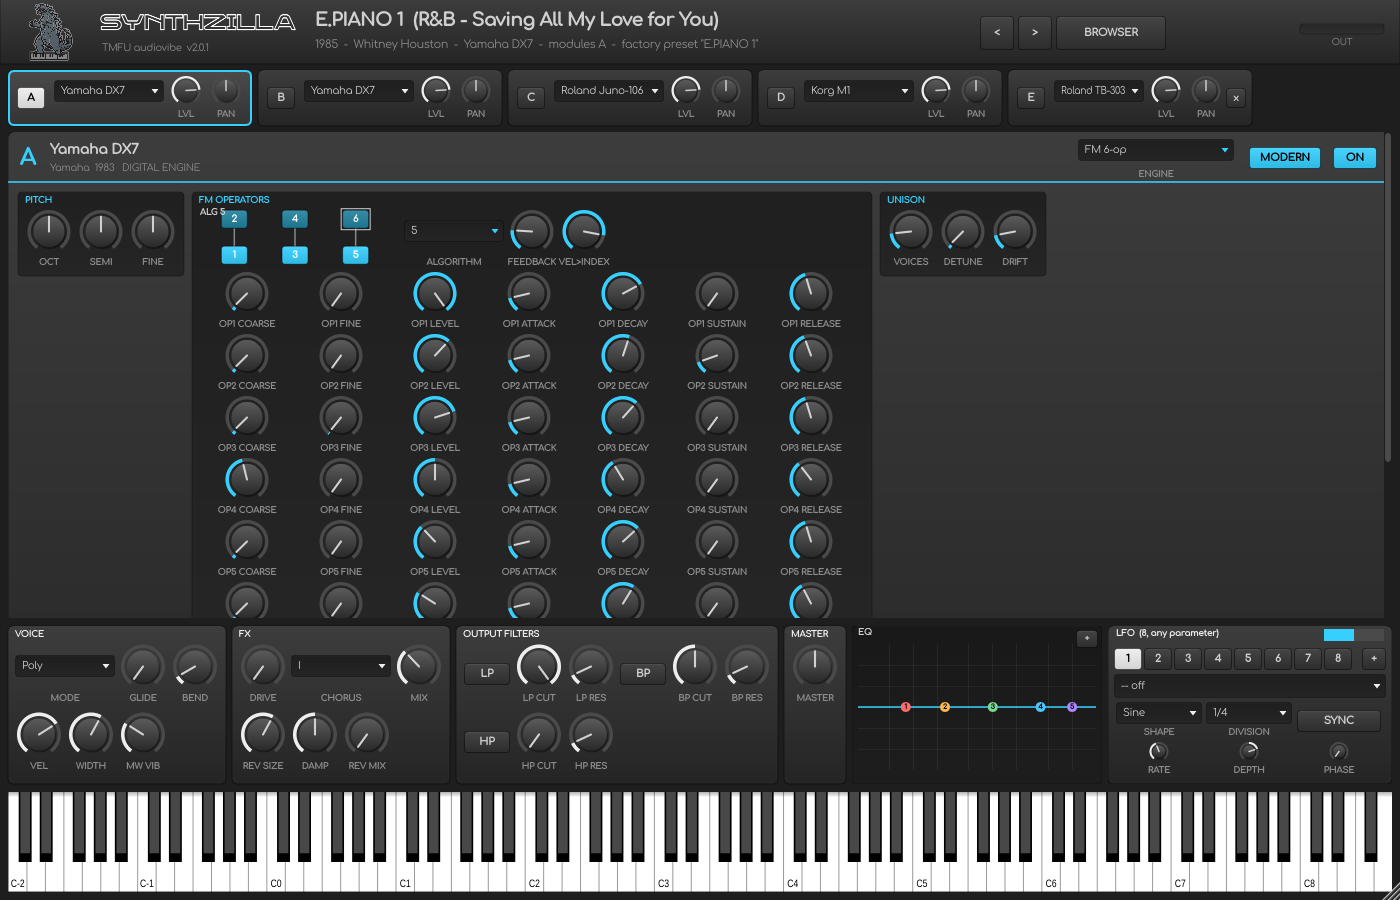 SYNTHZILLA
TMFU audiovibe v2.0.1
E.PIANO 1 (R&B - Saving All My Love for You)
1985 - Whitney Houston - Yamaha DX7 - modules A - factory preset "E.PIANO 1"
< > BROWSER
OUT
A Yamaha DX7 LVL PAN
B Yamaha DX7 LVL PAN
C Roland Juno-106 LVL PAN
D Korg M1 LVL PAN
E Roland TB-303 LVL PAN x
A Yamaha DX7
Yamaha 1983 DIGITAL ENGINE
FM 6-op
ENGINE
MODERN ON
PITCH
OCT SEMI FINE
FM OPERATORS
ALG 5
2 4 6
1 3 5
5
ALGORITHM FEEDBACK VEL>INDEX
UNISON
VOICES DETUNE DRIFT
OP1 COARSE OP1 FINE OP1 LEVEL OP1 ATTACK OP1 DECAY OP1 SUSTAIN OP1 RELEASE
OP2 COARSE OP2 FINE OP2 LEVEL OP2 ATTACK OP2 DECAY OP2 SUSTAIN OP2 RELEASE
OP3 COARSE OP3 FINE OP3 LEVEL OP3 ATTACK OP3 DECAY OP3 SUSTAIN OP3 RELEASE
OP4 COARSE OP4 FINE OP4 LEVEL OP4 ATTACK OP4 DECAY OP4 SUSTAIN OP4 RELEASE
OP5 COARSE OP5 FINE OP5 LEVEL OP5 ATTACK OP5 DECAY OP5 SUSTAIN OP5 RELEASE
VOICE
Poly
MODE GLIDE BEND
VEL WIDTH MW VIB
FX
I
DRIVE CHORUS MIX
REV SIZE DAMP REV MIX
OUTPUT FILTERS
LP BP
LP CUT LP RES BP CUT BP RES
HP
HP CUT HP RES
MASTER
MASTER
EQ +
1 2 3 4 5
LFO (8, any parameter)
1 2 3 4 5 6 7 8 +
-- off
Sine 1/4 SYNC
SHAPE DIVISION
RATE DEPTH PHASE
C-2 C-1 C0 C1 C2 C3 C4 C5 C6 C7 C8